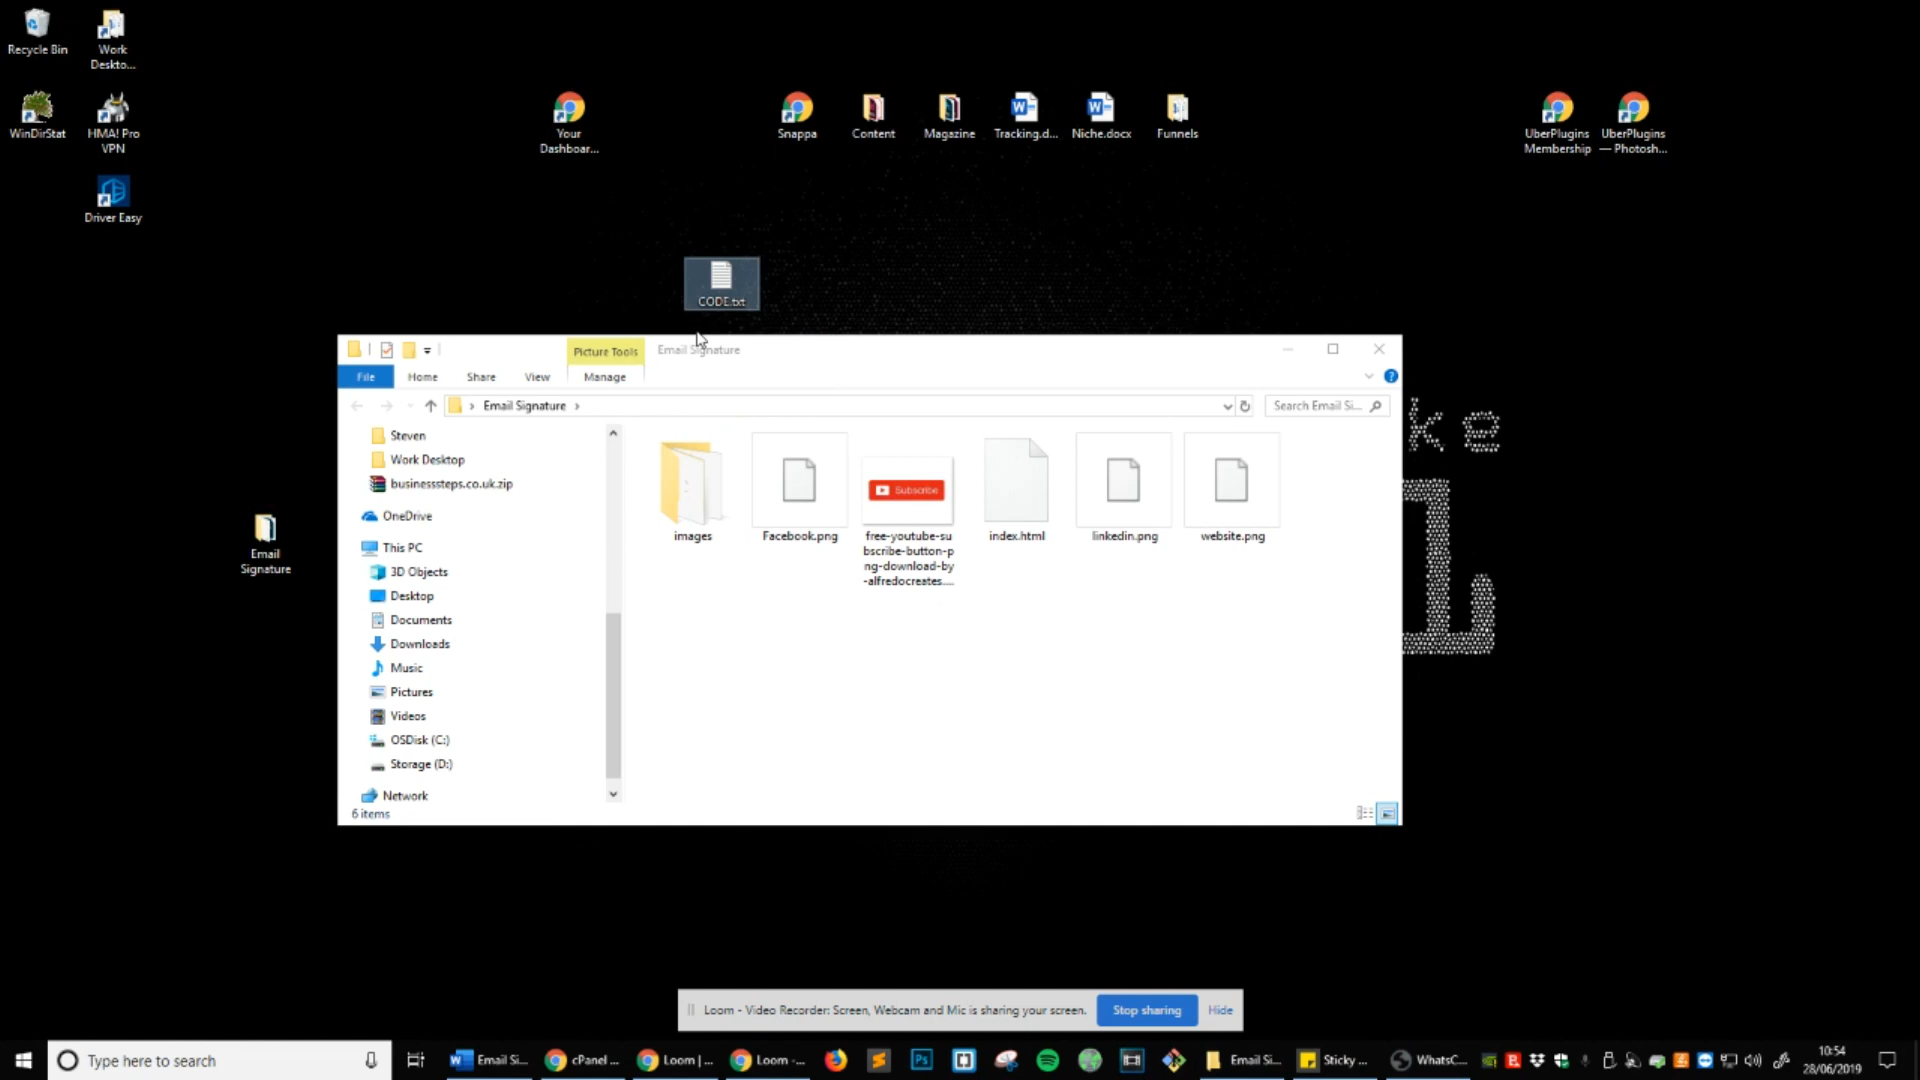 Recycle Bin
Work
Deskto...
WinDirStat
HMA! Pro
VPN
Driver Easy
Your
Dashboar...
Snappa
Content
Magazine
Tracking.d...
Niche.docx
Funnels
UberPlugins
Membership
UberPlugins
— Photosh...
CODE.txt
Email
Signature
Picture Tools
Email Signature
File
Home
Share
View
Manage
Email Signature
Search Email Si...
Steven
Work Desktop
businesssteps.co.uk.zip
OneDrive
This PC
3D Objects
Desktop
Documents
Downloads
Music
Pictures
Videos
OSDisk (C:)
Storage (D:)
Network
6 items
images
Facebook.png
Subscribe
free-youtube-su
bscribe-button-p
ng-download-by
-alfredocreates....
index.html
linkedin.png
website.png
ke
Loom - Video Recorder: Screen, Webcam and Mic is sharing your screen.
Stop sharing
Hide
Type here to search
Email Si...
cPanel ...
Loom | ...
Loom -...
Ps
Email Si...
Sticky ...
WhatsC...
10:54
28/06/2019